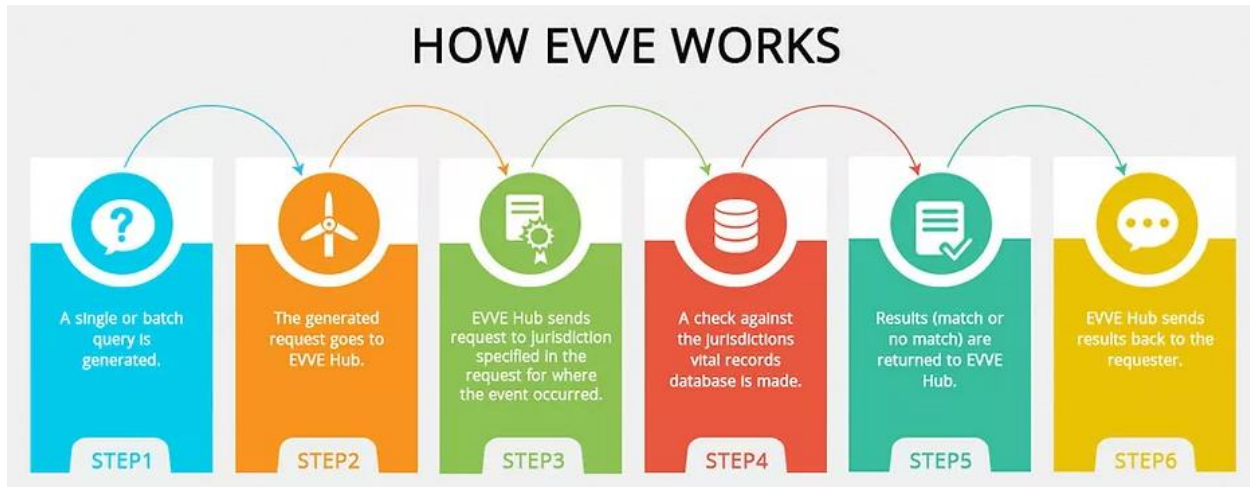 HOW EVVE WORKS
A single or batch
query is
generated.
STEP1
The generated
request goes to
EVVE Hub.
STEP2
EVVE Hub sends
request to jurisdiction
specified in the
request for where
the event occurred.
STEP3
A check against
the jurisdictions
vital records
database is made.
STEP4
Results (match or
no match) are
returned to EVVE
Hub.
STEP5
EVVE Hub sends
results back to the
requester.
STEP6